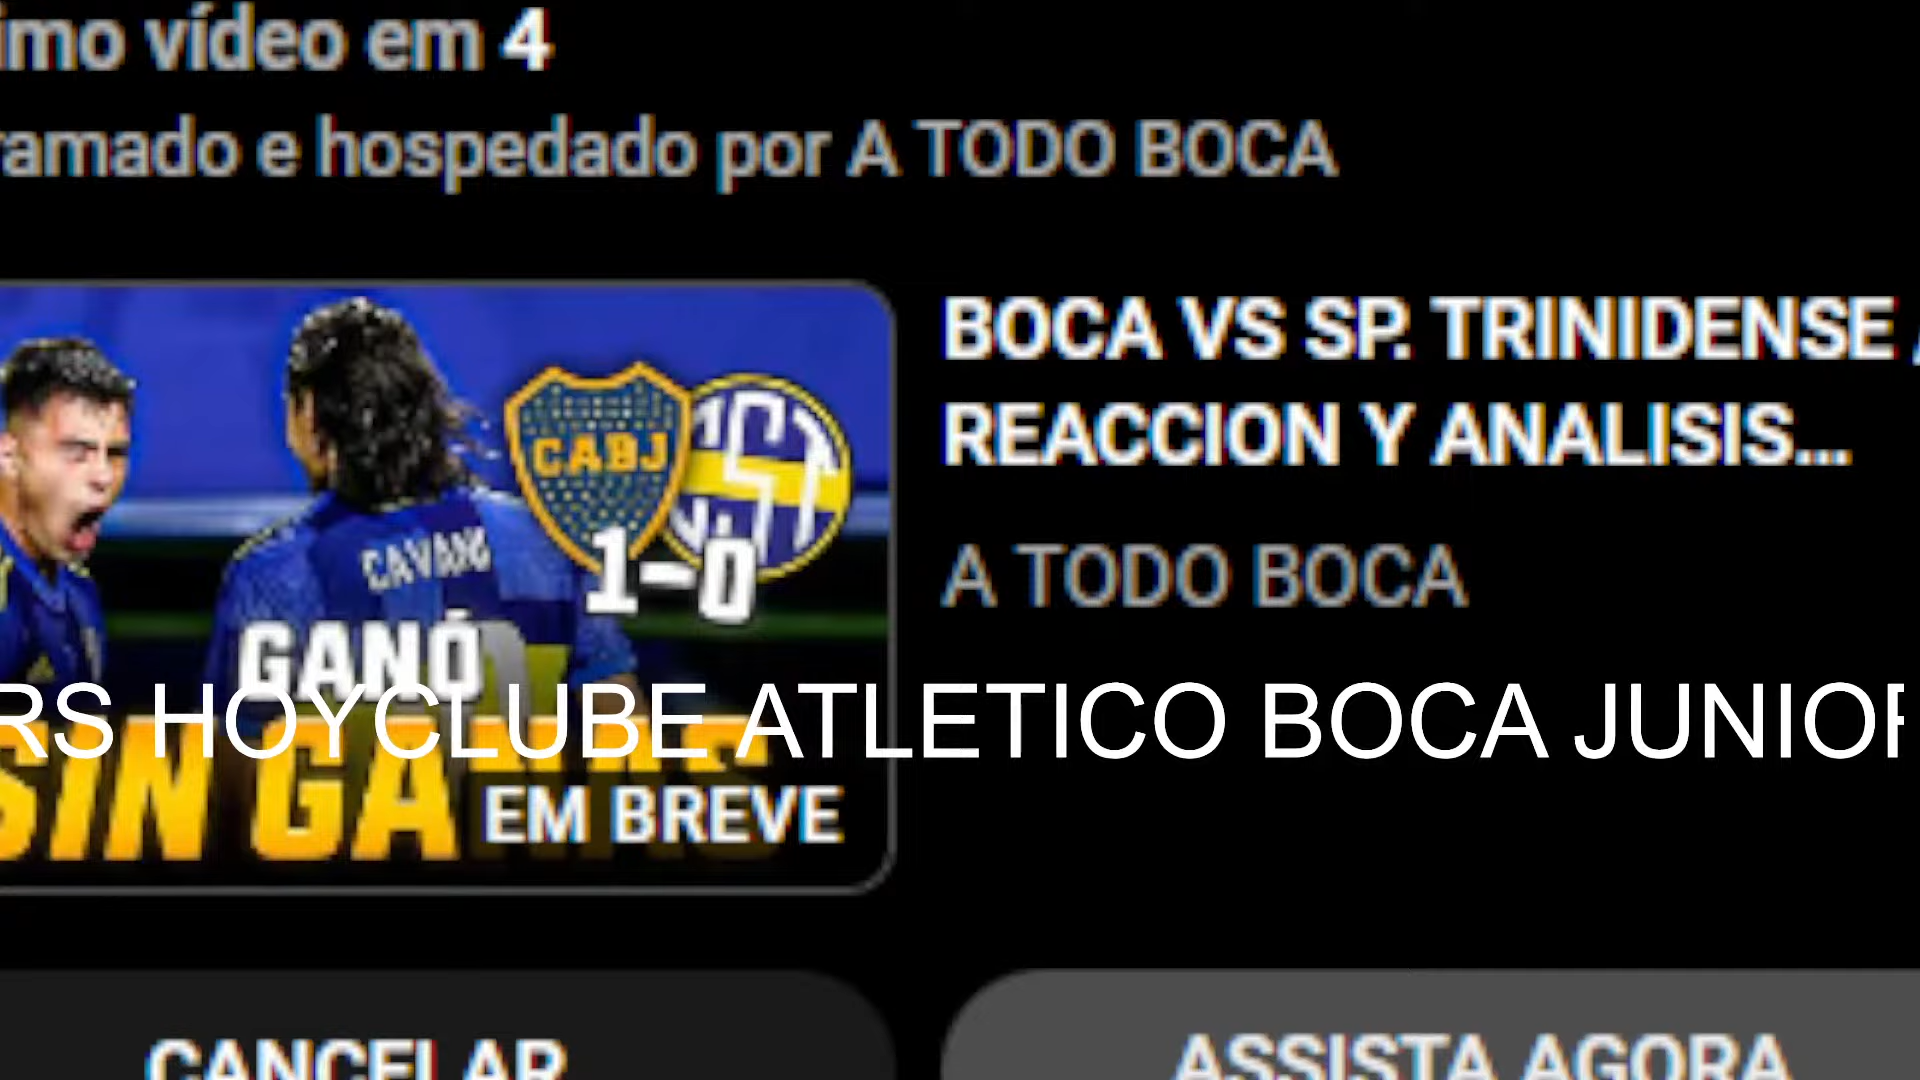 imo vídeo em 4
ramado e hospedado por A TODO BOCA
BOCA VS SP. TRINIDENSE
REACCION Y ANALISIS...
A TODO BOCA
CABJ
CAVANI
1-0
GANÓ
SIN GANAS
RS HOYCLUBE ATLETICO BOCA JUNIOR
EM BREVE
CANCELAR
ASSISTA AGORA